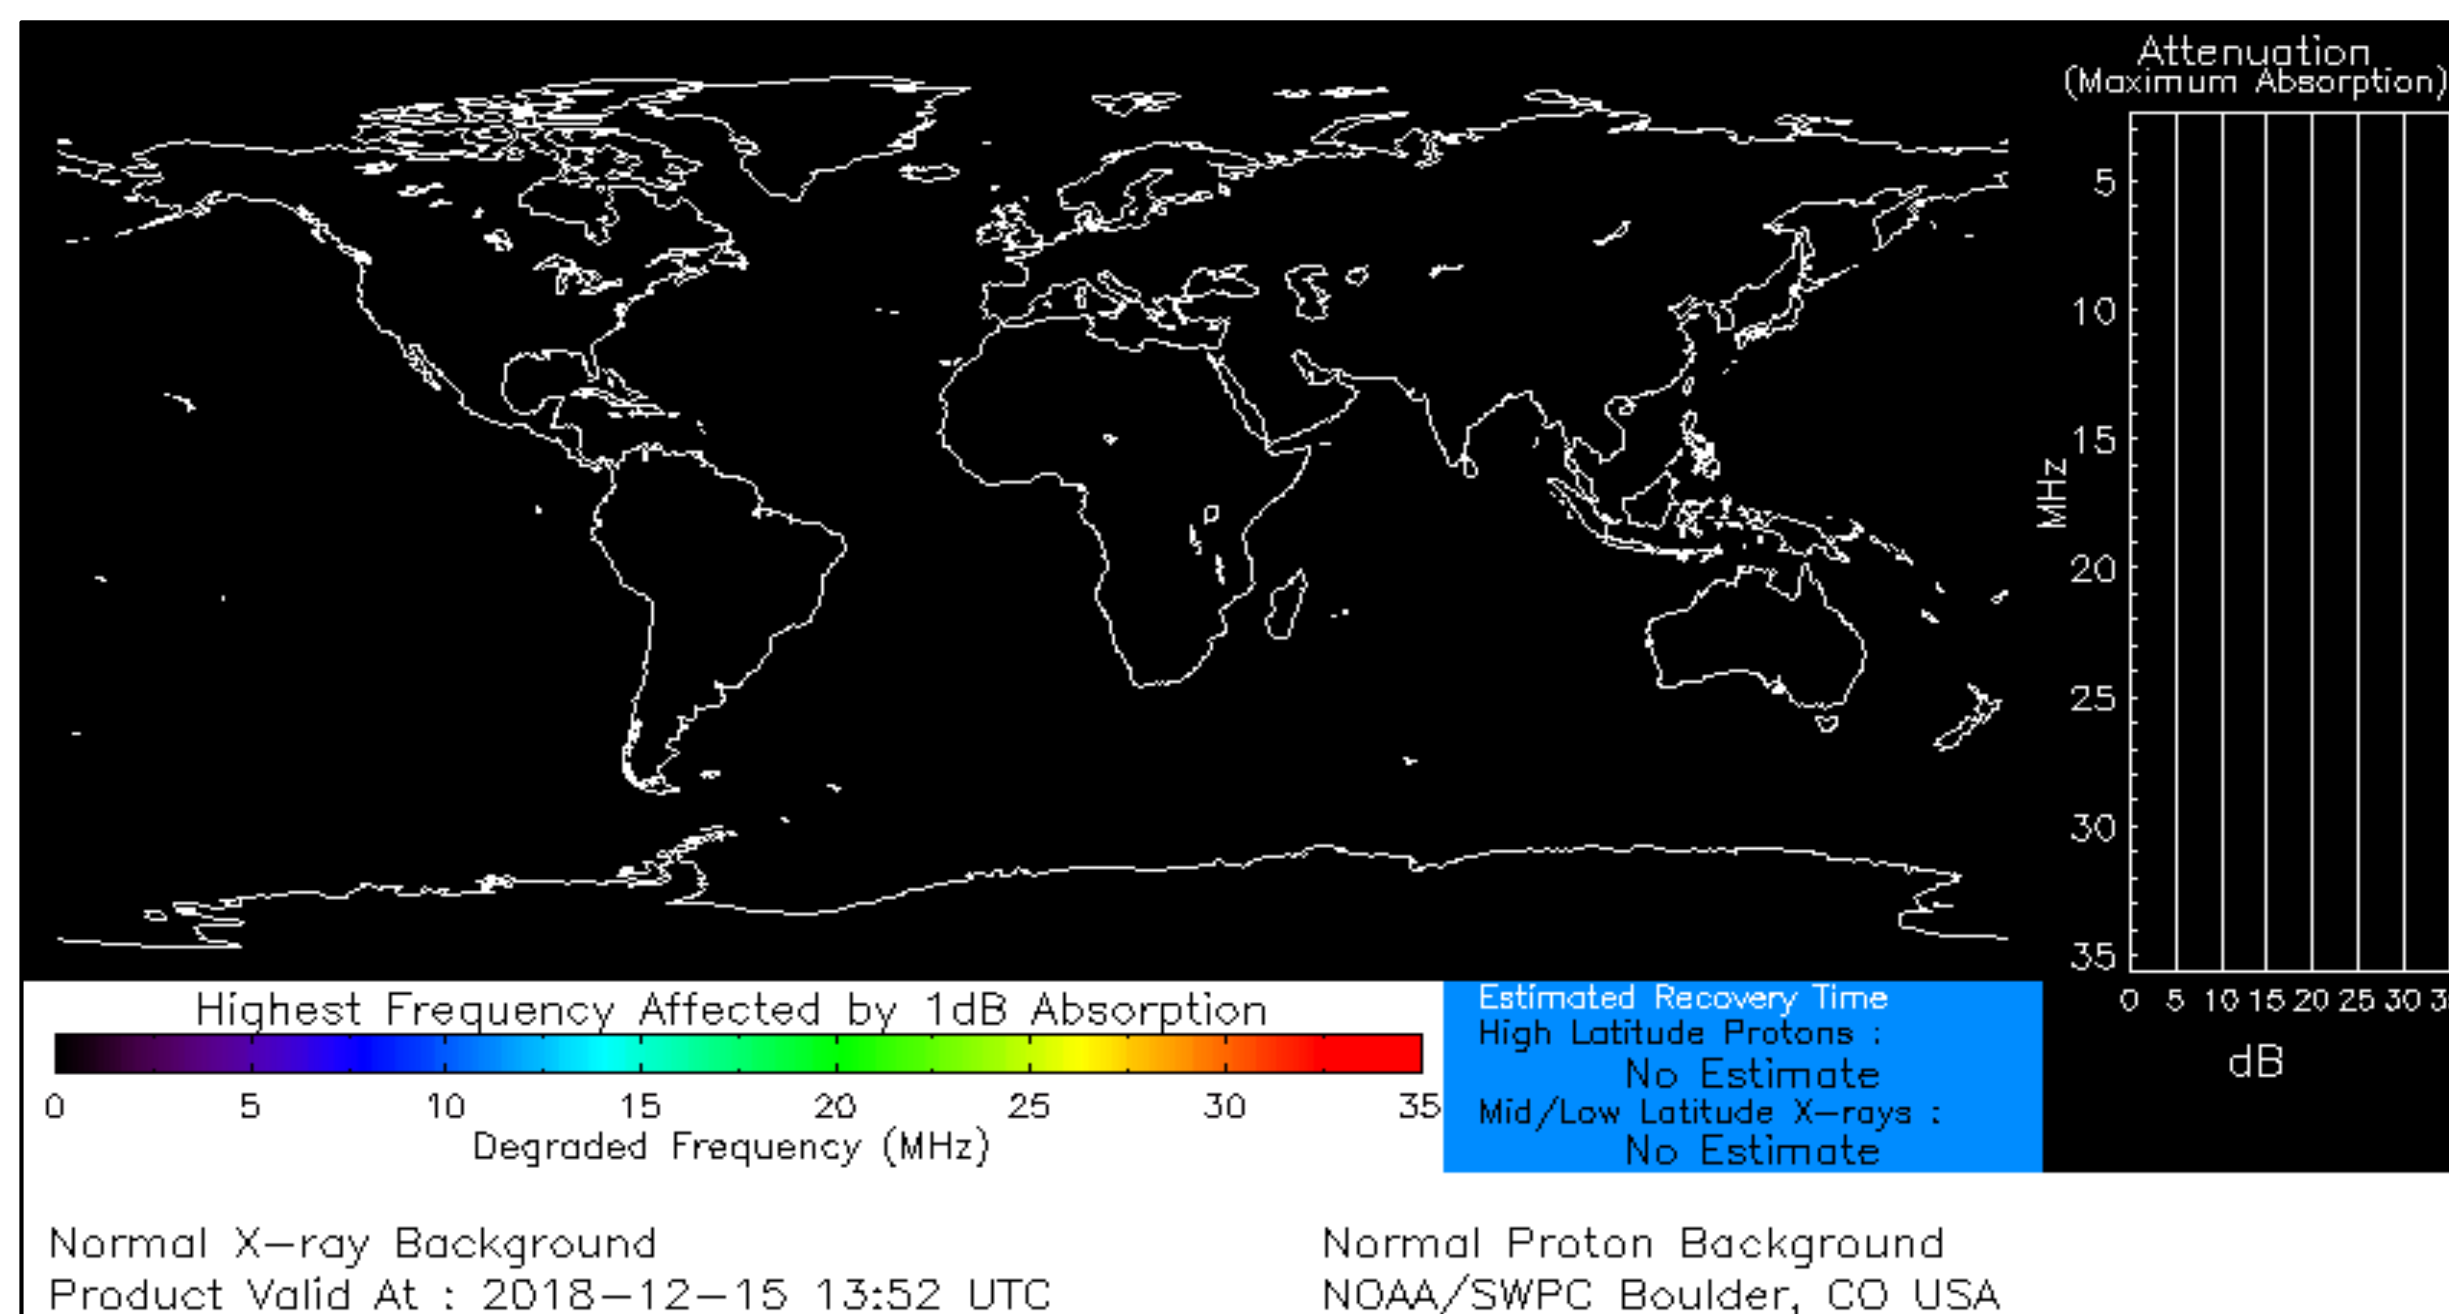 Attenuation
(Maximum Absorption)
5
10
15
20
25
30
35
MHz
0 5 10 15 20 25 30 3
dB
Highest Frequency Affected by 1dB Absorption
0 5 10 15 20 25 30 35
Degraded Frequency (MHz)
Estimated Recovery Time
High Latitude Protons :
No Estimate
Mid/Low Latitude X-rays :
No Estimate
Normal X-ray Background
Normal Proton Background
Product Valid At : 2018-12-15 13:52 UTC
NOAA/SWPC Boulder, CO USA